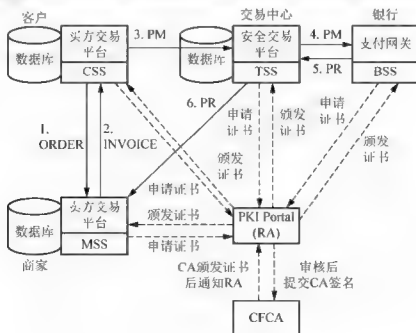 客户
交易中心
银行
数据库
买方交易
平台
CSS
3. PM
数据库
安全交易
平台
TSS
4. PM
5. PR
支付网关
BSS
1.
ORDER
2.
INVOICE
6. PR
申请
证书
颁发
证书
申请
证书
颁发
证书
颁发
证书
申请证书
数据库
卖方交易
平台
MSS
商家
颁发证书
申请证书
PKI Portal
(RA)
CA颁发证书
后通知RA
审核后
提交CA签名
CFCA